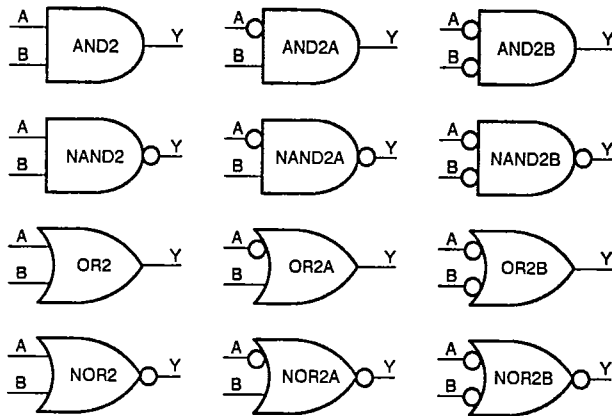 A AND2 Y A AND2A Y A AND2B Y
B B B
A NAND2 Y A NAND2A Y A NAND2B Y
B B B
A OR2 Y A OR2A Y A OR2B Y
B B B
A NOR2 Y A NOR2A Y A NOR2B Y
B B B